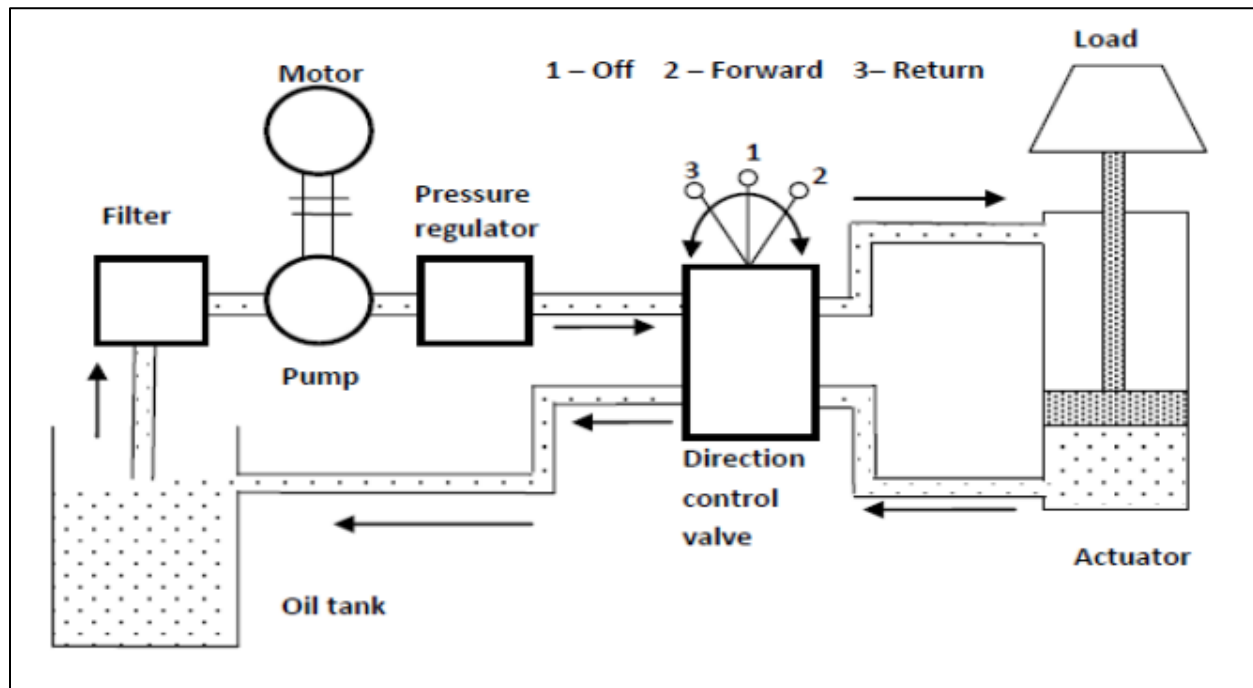 Load
Motor
1 – Off 2 – Forward 3– Return
1
3
2
Pressure
regulator
Filter
Pump
Direction
control
valve
Actuator
Oil tank